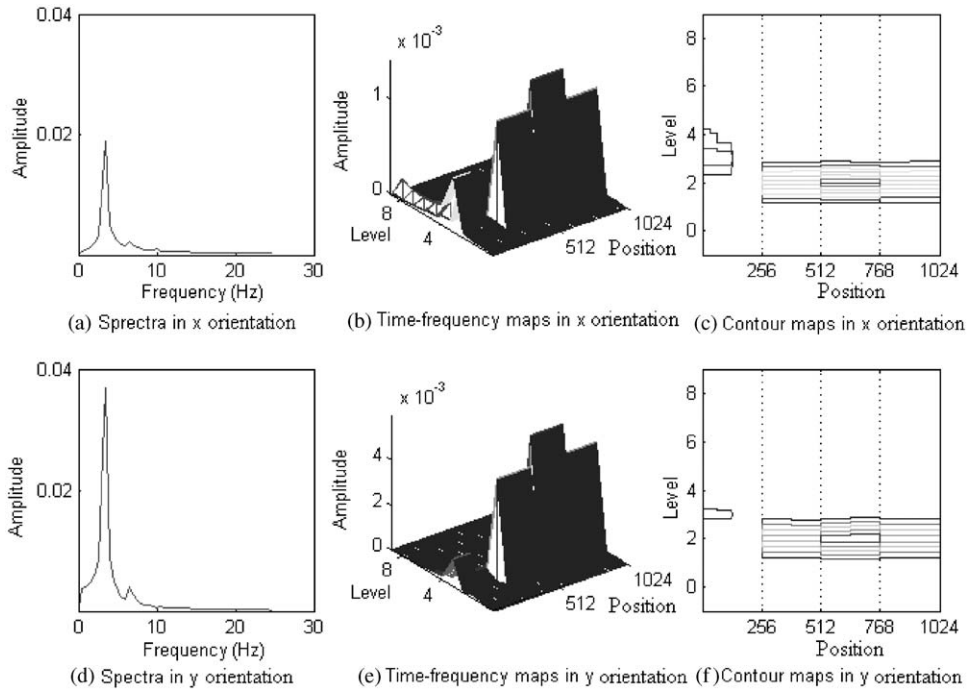 0.04
0.02
Amplitude
0 10 20 30
Frequency (Hz)
(a) Sprectra in x orientation
x 10⁻³
1
0
Amplitude
8
4
Level
512
1024
Position
(b) Time-frequency maps in x orientation
8
6
4
2
0
Level
256 512 768 1024
Position
(c) Contour maps in x orientation
0.04
0.02
Amplitude
0 10 20 30
Frequency (Hz)
(d) Spectra in y orientation
x 10⁻³
4
2
0
Amplitude
8
4
Level
512
1024
Position
(e) Time-frequency maps in y orientation
8
6
4
2
0
Level
256 512 768 1024
Position
(f) Contour maps in y orientation